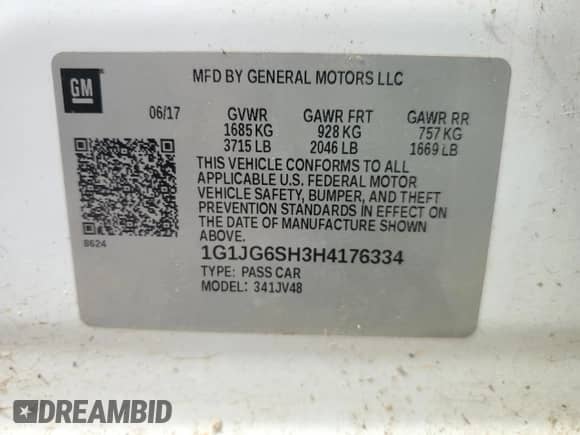 GM
MFD BY GENERAL MOTORS LLC
06/17 GVWR GAWR FRT GAWR RR
1685 KG 928 KG 757 KG
3715 LB 2046 LB 1669 LB
THIS VEHICLE CONFORMS TO ALL
APPLICABLE U.S. FEDERAL MOTOR
VEHICLE SAFETY, BUMPER, AND THEFT
PREVENTION STANDARDS IN EFFECT ON
THE DATE OF MANUFACTURE SHOWN
ABOVE.
8624
1G1JG6SH3H4176334
TYPE: PASS CAR
MODEL: 341JV48
DREAMBID